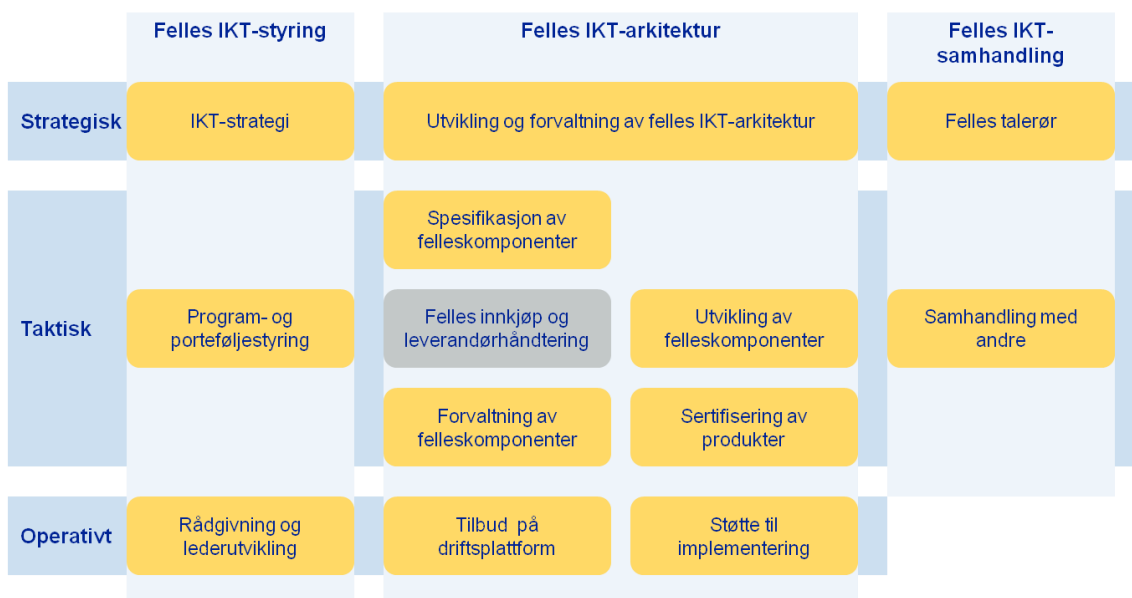 Felles IKT-styring
Felles IKT-arkitektur
Felles IKT-
samhandling
Strategisk
IKT-strategi
Utvikling og forvaltning av felles IKT-arkitektur
Felles talerør
Spesifikasjon av
felleskomponenter
Taktisk
Program- og
porteføljestyring
Felles innkjøp og
leverandørhåndtering
Utvikling av
felleskomponenter
Samhandling med
andre
Forvaltning av
felleskomponenter
Sertifisering av
produkter
Operativt
Rådgivning og
lederutvikling
Tilbud på
driftsplattform
Støtte til
implementering